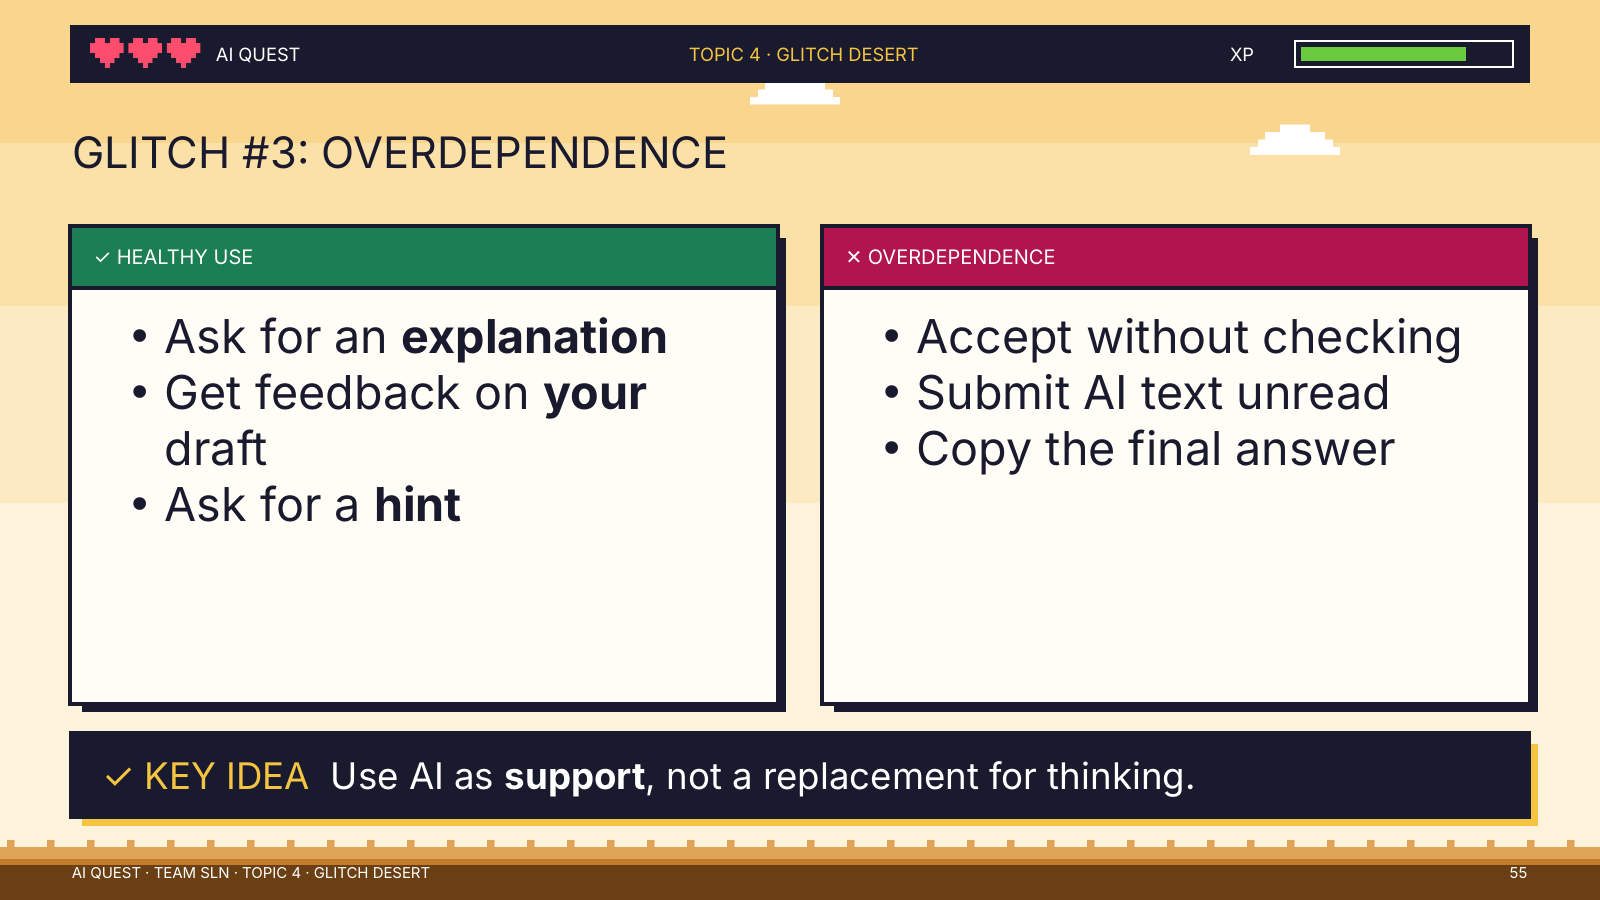 AI QUEST
TOPIC 4 · GLITCH DESERT
XP
GLITCH #3: OVERDEPENDENCE
✓ HEALTHY USE
• Ask for an explanation
• Get feedback on your
draft
• Ask for a hint
✕ OVERDEPENDENCE
• Accept without checking
• Submit AI text unread
• Copy the final answer
✓ KEY IDEA Use AI as support, not a replacement for thinking.
AI QUEST · TEAM SLN · TOPIC 4 · GLITCH DESERT
55